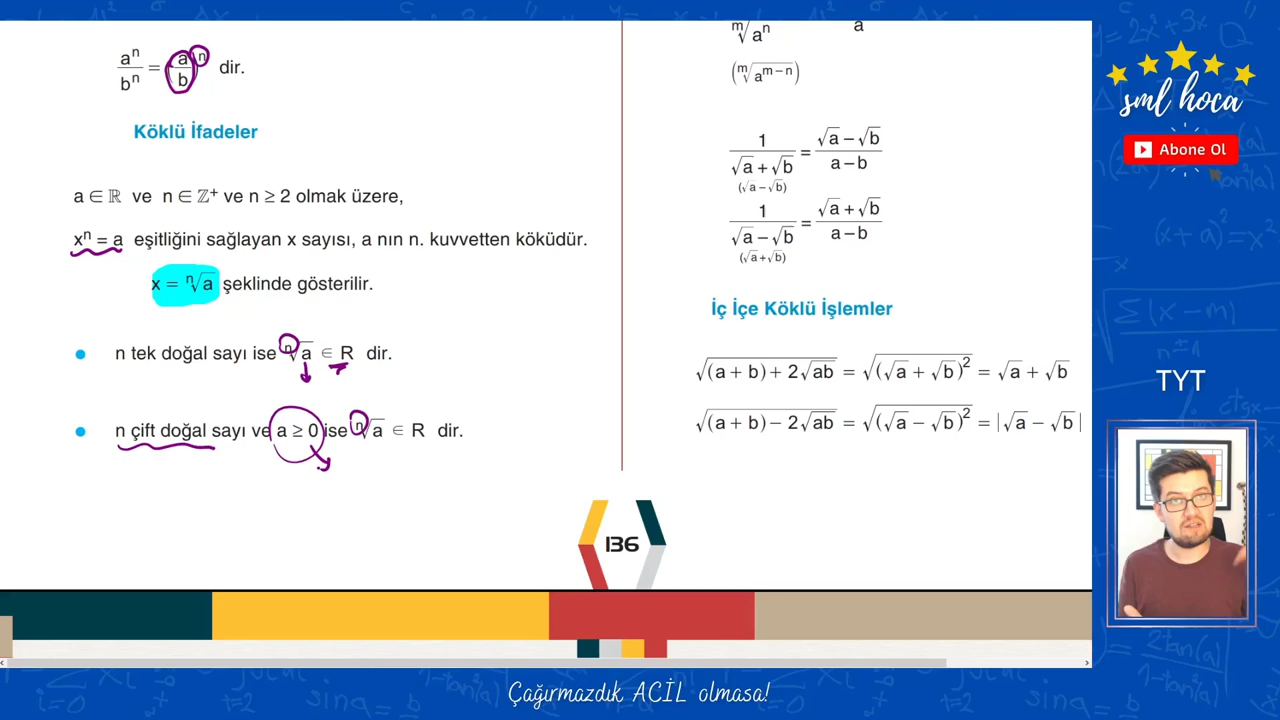 aⁿ/bⁿ = (a/b)ⁿ dir.
Köklü İfadeler
a ∈ ℝ ve n ∈ ℤ⁺ ve n ≥ 2 olmak üzere,
xⁿ = a eşitliğini sağlayan x sayısı, a nın n. kuvvetten köküdür.
x = ⁿ√a şeklinde gösterilir.
● n tek doğal sayı ise ⁿ√a ∈ R dir.
● n çift doğal sayı ve a ≥ 0 ise ⁿ√a ∈ R dir.
ᵐ√aⁿ a
(ᵐ√aᵐ⁻ⁿ)
1/(√a + √b) = (√a − √b)/(a − b)
(√a − √b)
1/(√a − √b) = (√a + √b)/(a − b)
(√a + √b)
İç İçe Köklü İşlemler
√((a + b) + 2√ab) = √((√a + √b)²) = √a + √b
√((a + b) − 2√ab) = √((√a − √b)²) = |√a − √b|
136
sml hoca
Abone Ol
TYT
Çağırmazdık ACİL olmasa!